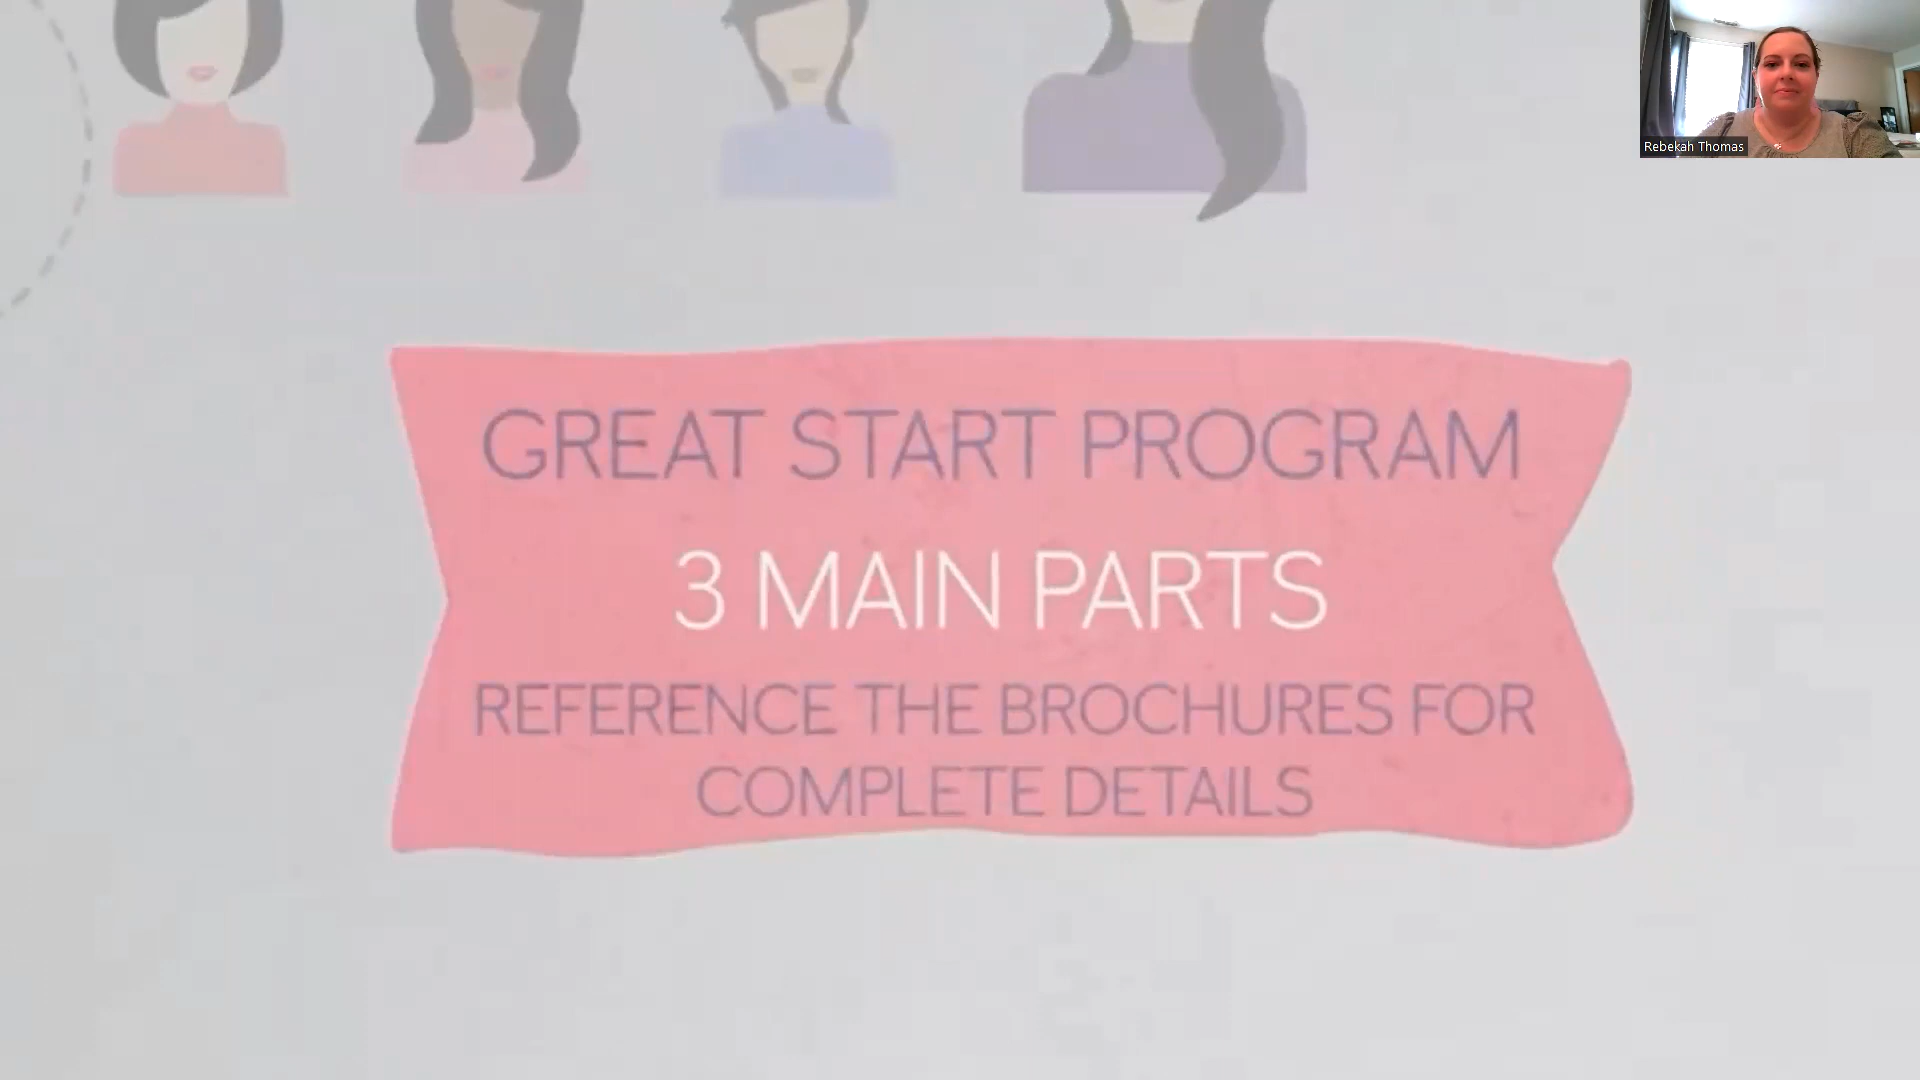 Rebekah Thomas
GREAT START PROGRAM
3 MAIN PARTS
REFERENCE THE BROCHURES FOR
COMPLETE DETAILS